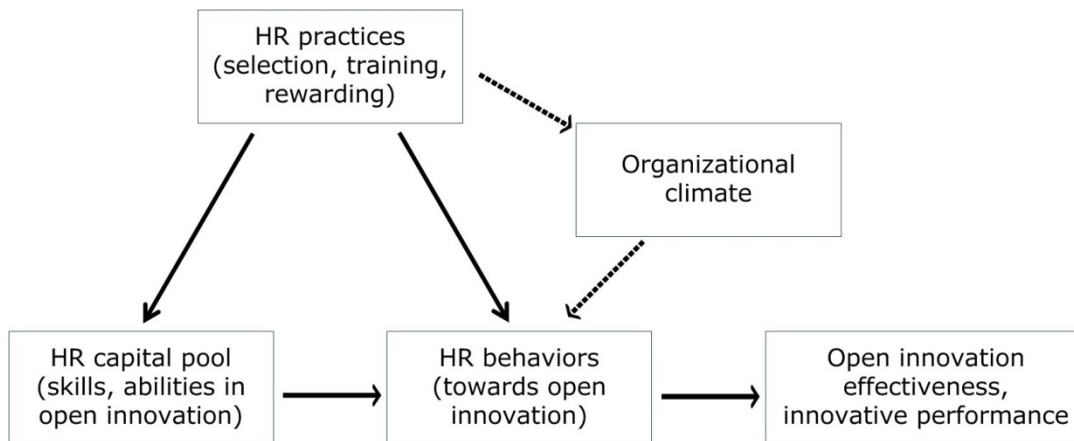 HR practices
(selection, training,
rewarding)
Organizational
climate
HR capital pool
(skills, abilities in
open innovation)
HR behaviors
(towards open
innovation)
Open innovation
effectiveness,
innovative performance